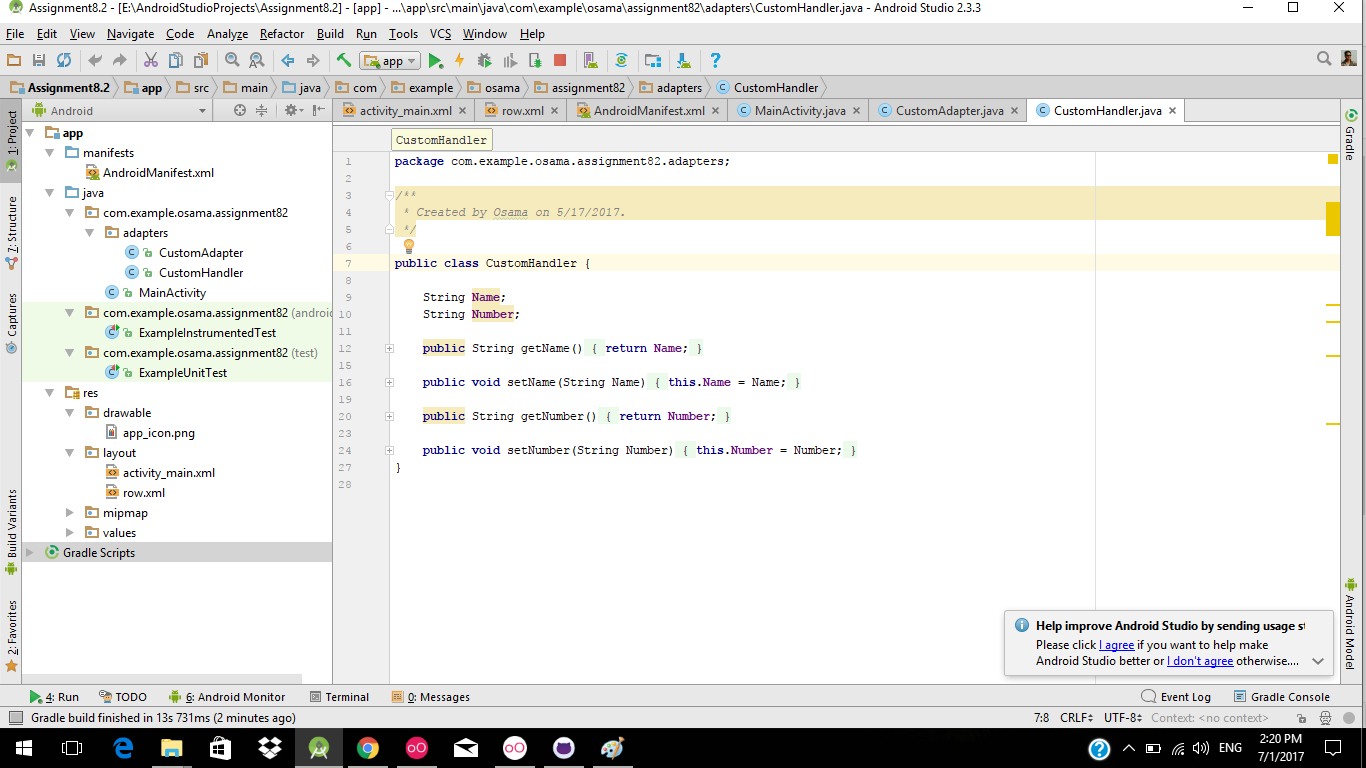 Assignment8.2 - [E:\AndroidStudioProjects\Assignment8.2] - [app] - ...\app\src\main\java\com\example\osama\assignment82\adapters\CustomHandler.java - Android Studio 2.3.3
File Edit View Navigate Code Analyze Refactor Build Run Tools VCS Window Help
app
Assignment8.2 app src main java com example osama assignment82 adapters CustomHandler
Android
activity_main.xml row.xml AndroidManifest.xml MainActivity.java CustomAdapter.java CustomHandler.java
1: Project
7: Structure
Captures
Build Variants
2: Favorites
app
manifests
AndroidManifest.xml
java
com.example.osama.assignment82
adapters
CustomAdapter
CustomHandler
MainActivity
com.example.osama.assignment82 (androi
ExampleInstrumentedTest
com.example.osama.assignment82 (test)
ExampleUnitTest
res
drawable
app_icon.png
layout
activity_main.xml
row.xml
mipmap
values
Gradle Scripts
CustomHandler
1 package com.example.osama.assignment82.adapters;
2
3 /**
4 * Created by Osama on 5/17/2017.
5 */
6
7 public class CustomHandler {
8
9 String Name;
10 String Number;
11
12 public String getName() { return Name; }
15
16 public void setName(String Name) { this.Name = Name; }
19
20 public String getNumber() { return Number; }
23
24 public void setNumber(String Number) { this.Number = Number; }
27 }
28
Gradle
Android Model
Help improve Android Studio by sending usage st
Please click I agree if you want to help make
Android Studio better or I don't agree otherwise....
4: Run TODO 6: Android Monitor Terminal 0: Messages Event Log Gradle Console
Gradle build finished in 13s 731ms (2 minutes ago) 7:8 CRLF UTF-8 Context: <no context>
ENG 2:20 PM
7/1/2017